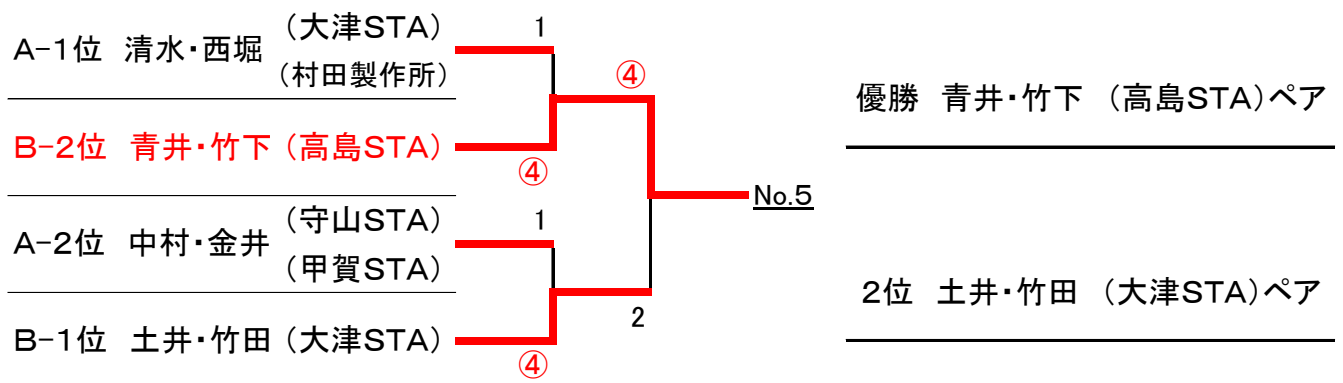 A-1位 清水・西堀 (大津STA) 1
(村田製作所)
④
B-2位 青井・竹下 (高島STA)
④
No.5
A-2位 中村・金井 (守山STA) 1
(甲賀STA)
2
B-1位 土井・竹田 (大津STA)
④
優勝 青井・竹下 (高島STA)ペア
2位 土井・竹田 (大津STA)ペア